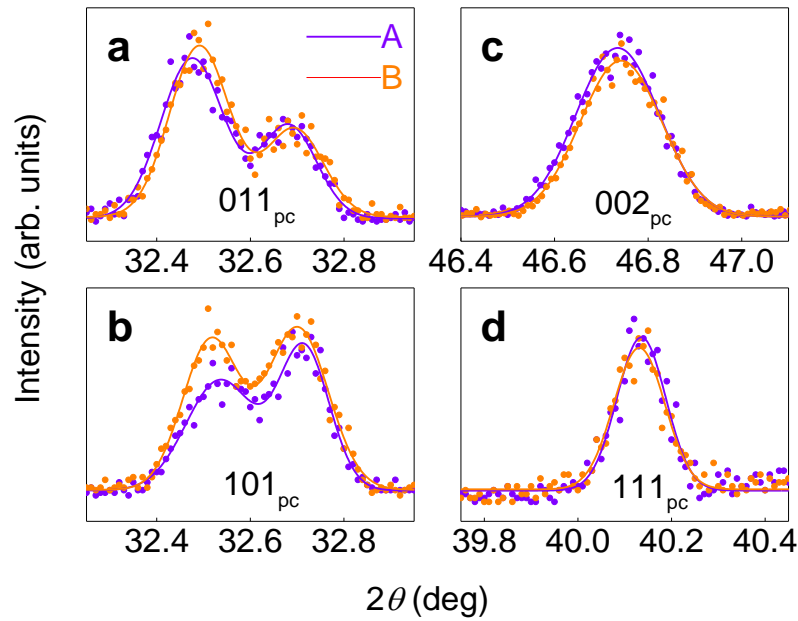 a
A
B
011pc
32.4 32.6 32.8
c
002pc
46.4 46.6 46.8 47.0
b
101pc
32.4 32.6 32.8
d
111pc
39.8 40.0 40.2 40.4
Intensity (arb. units)
2θ (deg)